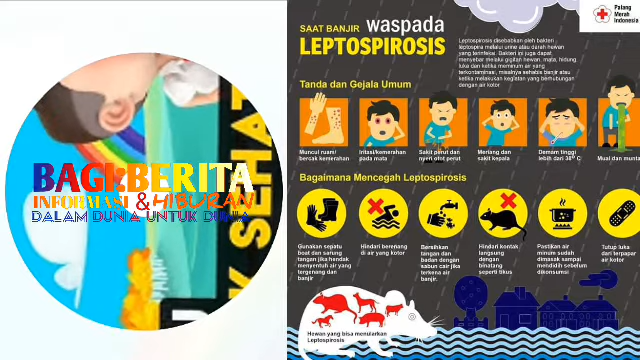 BAGI:BERITA
INFORMASI & HIBURAN
DALAM DUNIA UNTUK DUNIA
SEHAT
Palang
Merah
Indonesia
SAAT BANJIR waspada
LEPTOSPIROSIS
Leptospirosis disebabkan oleh bakteri
leptospira melalui urine atau darah hewan
yang terinfeksi. Bakteri ini juga dapat
menyebar melalui gigitan hewan, mata, hidung,
luka dan ketika meminum air yang
terkontaminasi, misalnya sehabis banjir atau
ketika melakukan kegiatan yang berhubungan
dengan air kotor
Tanda dan Gejala Umum
Muncul ruam/
bercak kemerahan
Iritasi/kemerahan
pada mata
Sakit perut dan
nyeri otot perut
Meriang dan
sakit kepala
Demam tinggi
lebih dari 38⁰ C
Mual dan munta
Bagaimana Mencegah Leptospirosis
Gunakan sepatu
boat dan sarung
tangan jika hendak
menyentuh air yang
tergenang dan
banjir
Hindari berenang
di air yang kotor
Bersihkan
tangan dan
badan dengan
sabun cair jika
terkena air
banjir.
Hindari kontak
langsung
dengan
binatang
seperti tikus
Pastikan air
minum sudah
dimasak sampai
mendidih sebelum
dikonsumsi
Tutup luka
dari terpapar
air kotor
Hewan yang bisa menularkan
Leptospirosis